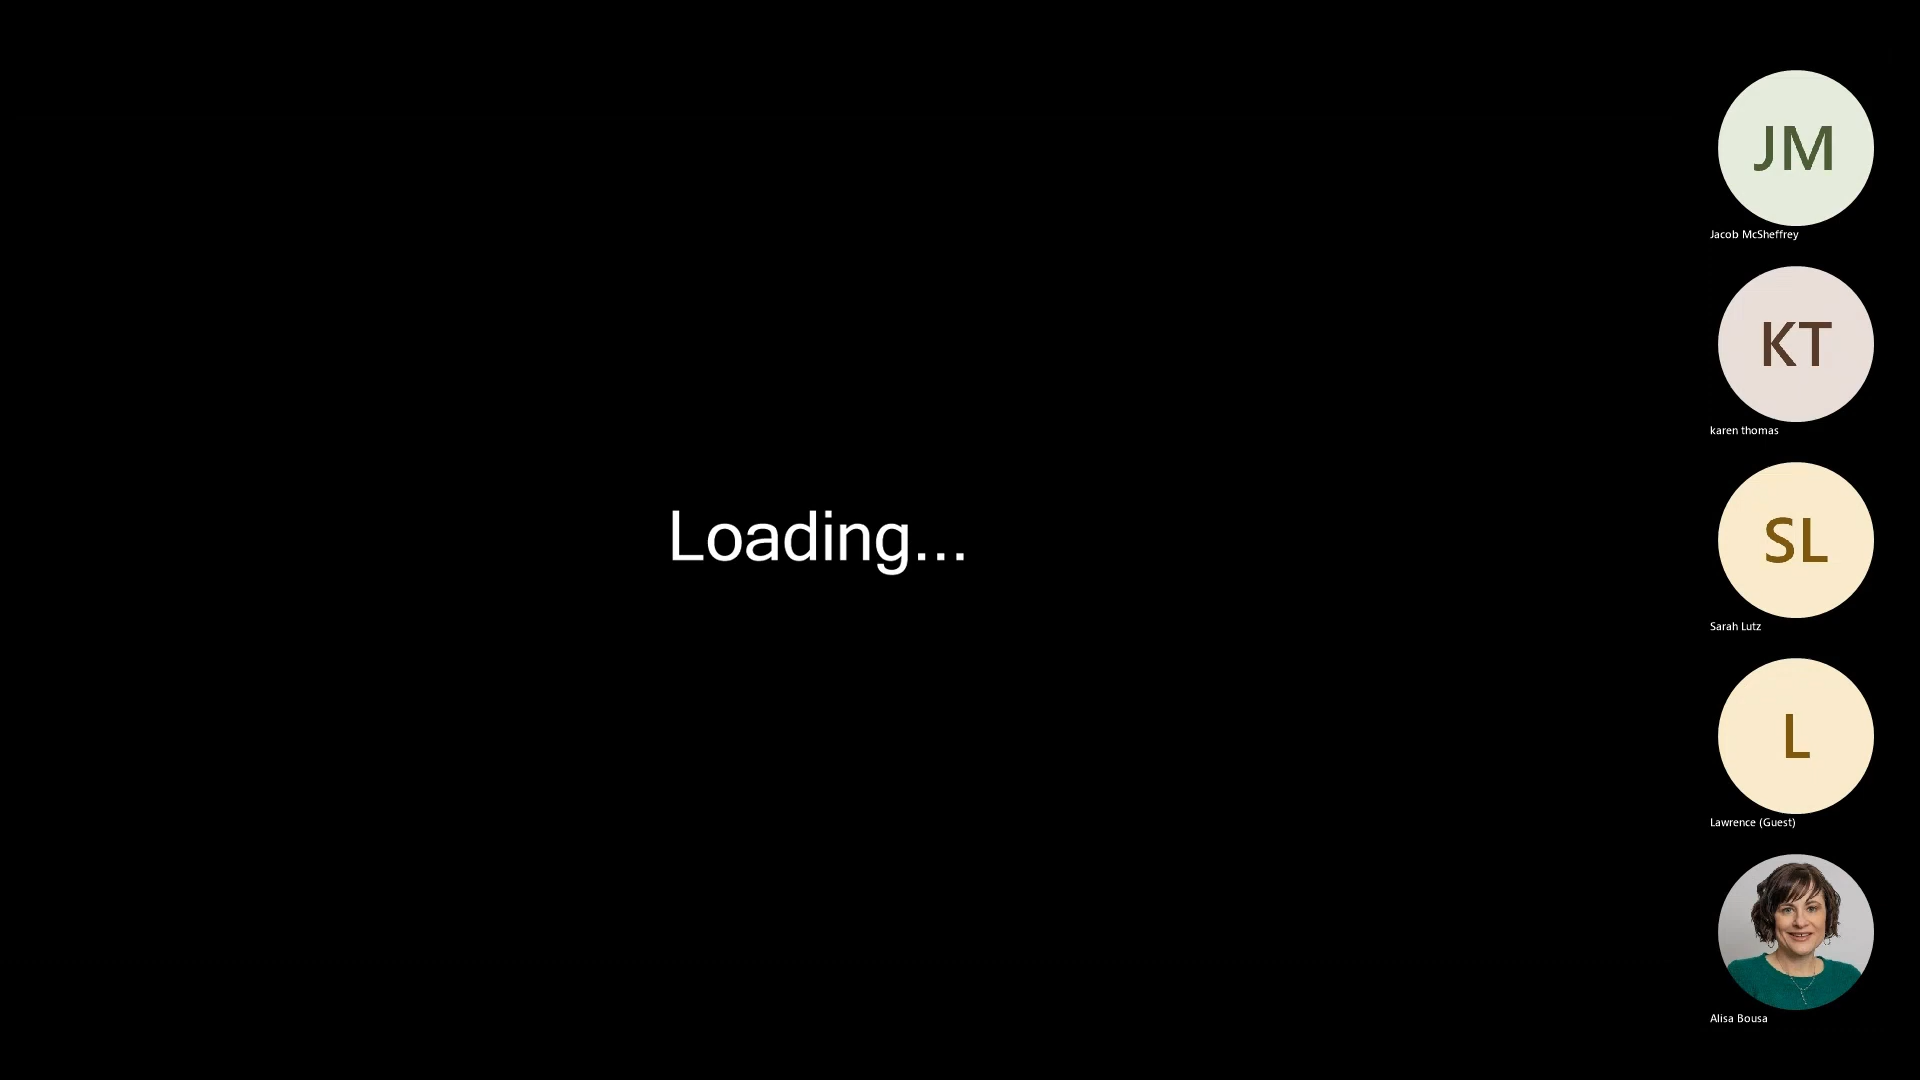 Loading...
JM
Jacob McSheffrey
KT
karen thomas
SL
Sarah Lutz
L
Lawrence (Guest)
Alisa Bousa